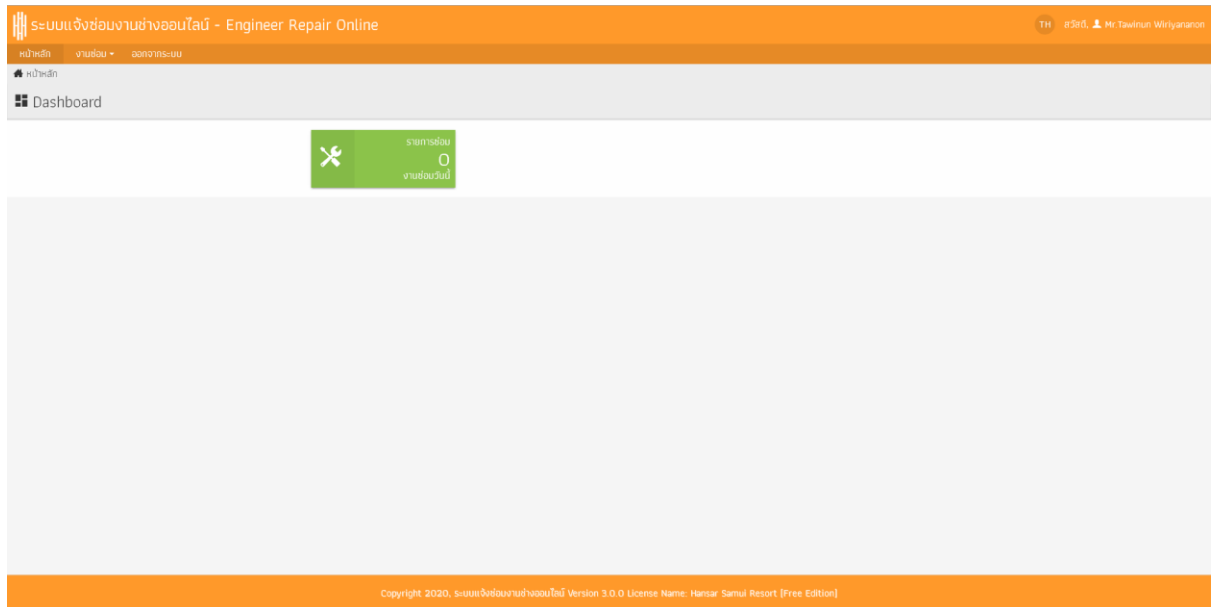 ระบบแจ้งซ่อมงานช่างออนไลน์ - Engineer Repair Online
TH สวัสดี, Mr.Tawinun Wiriyananon
หน้าหลัก งานซ่อม ออกจากระบบ
หน้าหลัก
Dashboard
รายการซ่อม
0
งานซ่อมวันนี้
Copyright 2020, ระบบแจ้งซ่อมงานช่างออนไลน์ Version 3.0.0 License Name: Hansar Samui Resort [Free Edition]